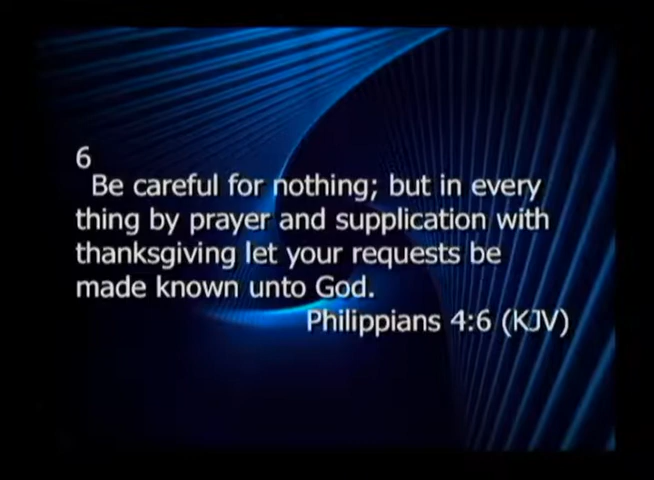 6
Be careful for nothing; but in every
thing by prayer and supplication with
thanksgiving let your requests be
made known unto God.
Philippians 4:6 (KJV)